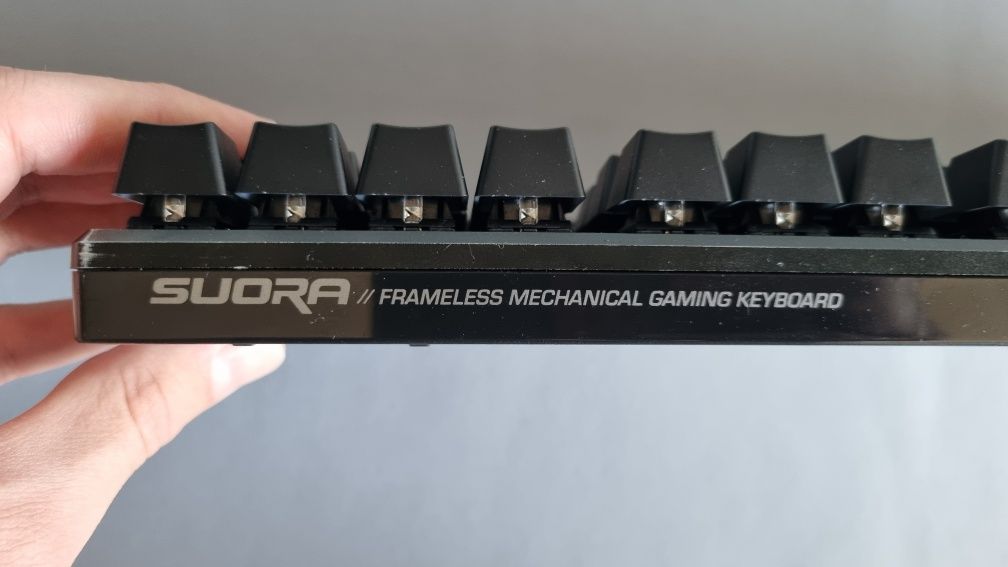 SUORA // FRAMELESS MECHANICAL GAMING KEYBOARD